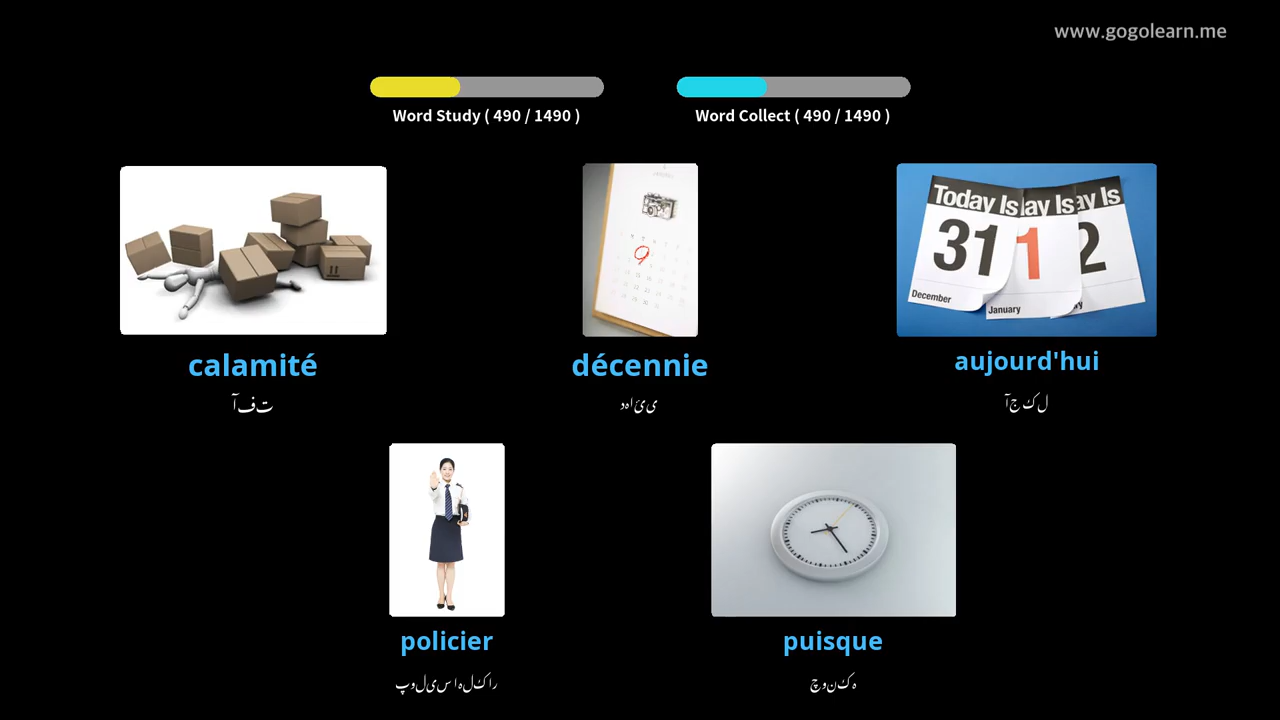 www.gogolearn.me
Word Study ( 490 / 1490 )
Word Collect ( 490 / 1490 )
Today Is
31
December
1
January
2
9
calamité
آفت
décennie
دہائی
aujourd'hui
آجکل
policier
پولیس اہلکار
puisque
چونکہ